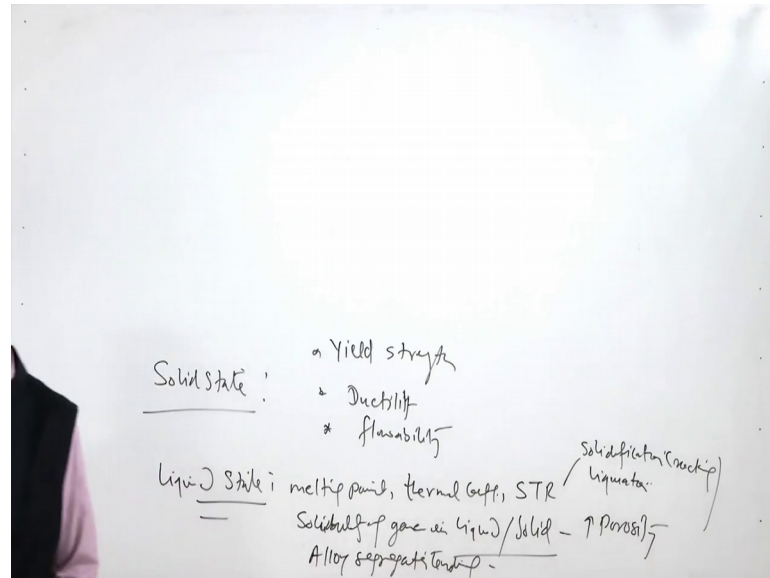 Solid State :
* Yield strength
* Ductility
* flowability
Liquid State : melting point, thermal coeff., STR / Solidification cracking
liquation
Solubility of gas in liquid/solid - ↑ Porosity
Alloy segregation tendency -